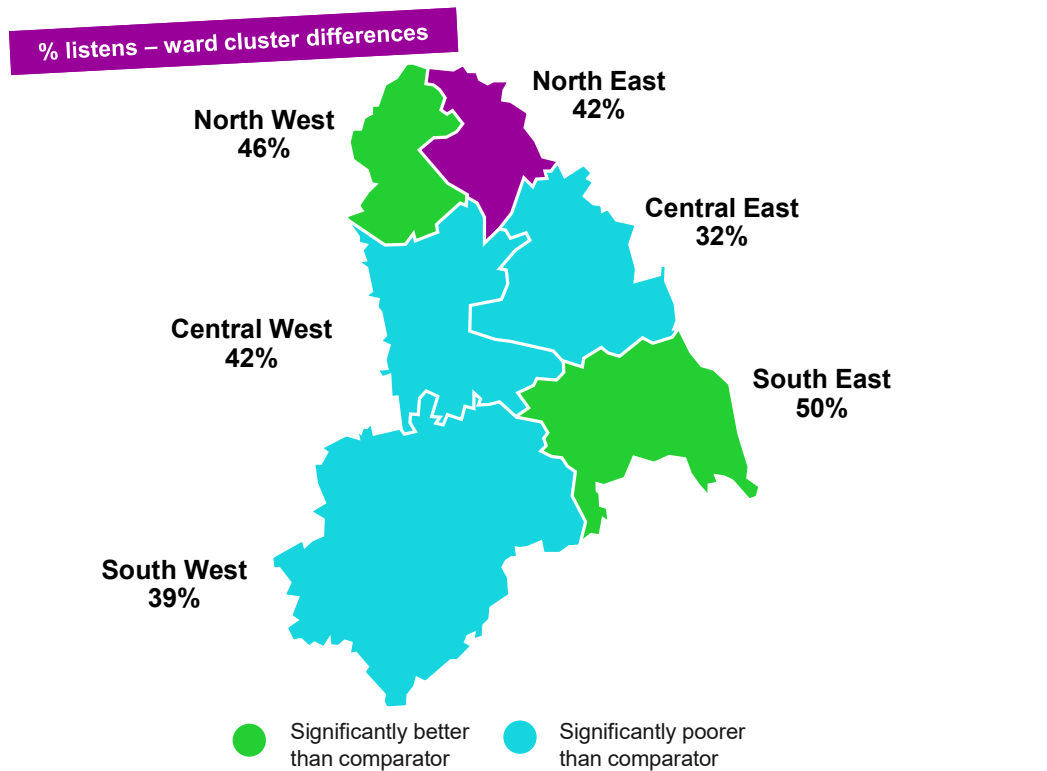 % listens – ward cluster differences
North East
42%
North West
46%
Central East
32%
Central West
42%
South East
50%
South West
39%
Significantly better
than comparator
Significantly poorer
than comparator